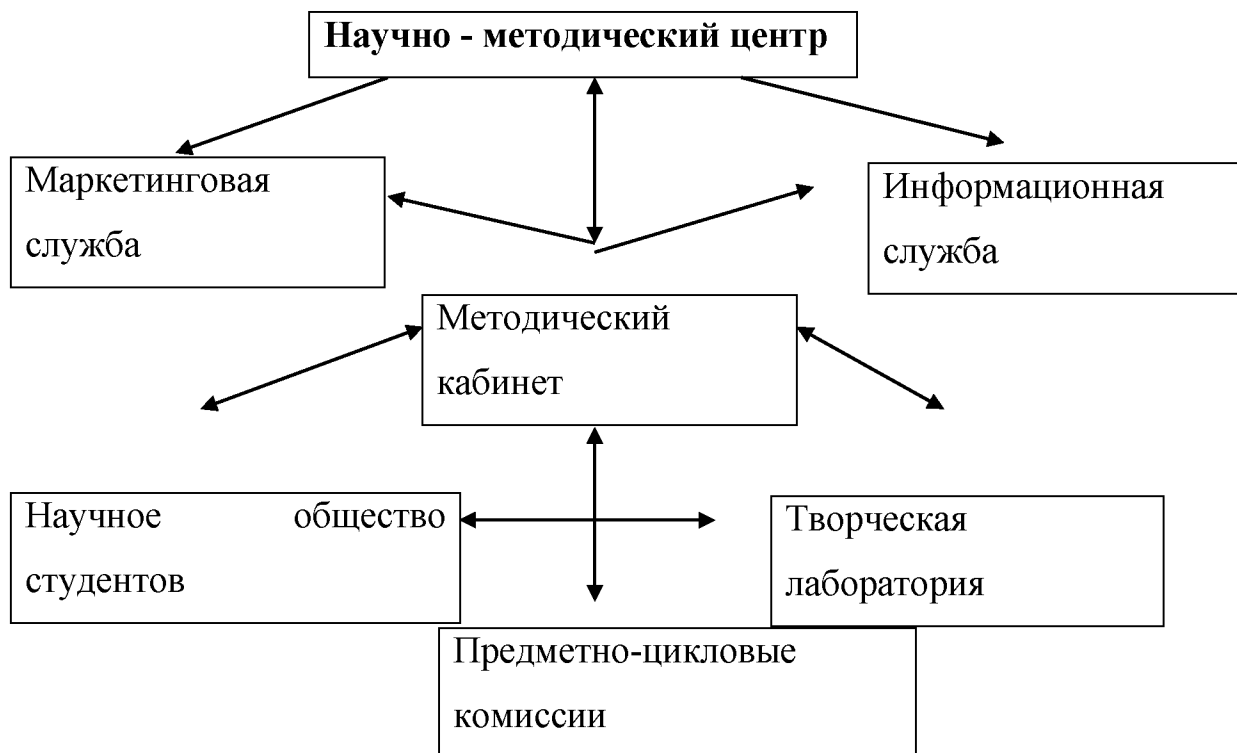 Научно - методический центр
Маркетинговая
служба
Информационная
служба
Методический
кабинет
Научное общество
студентов
Творческая
лаборатория
Предметно-цикловые
комиссии